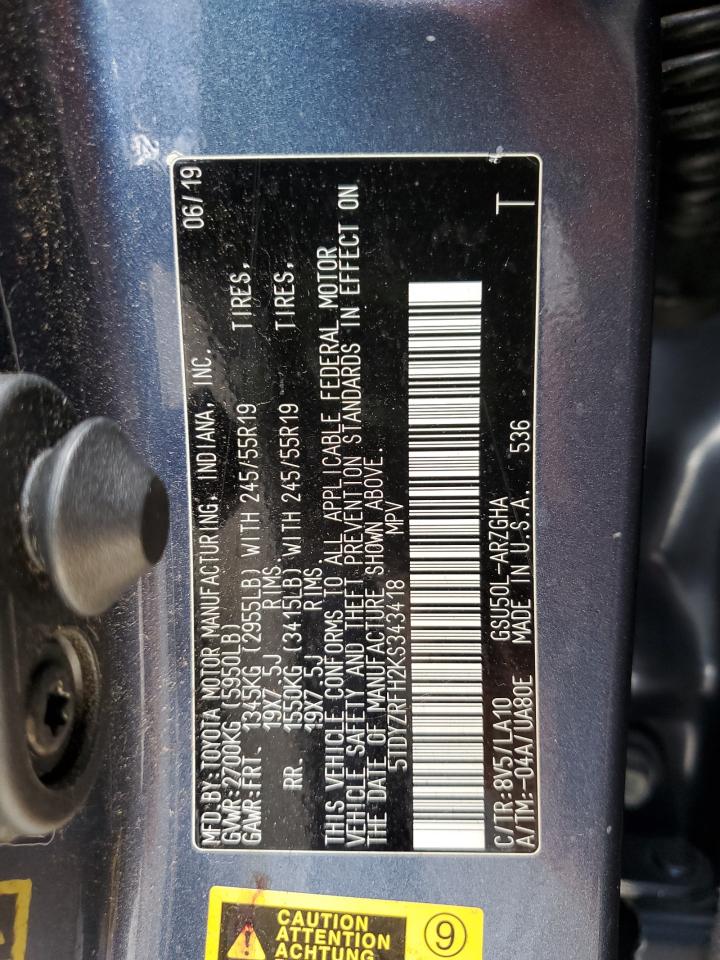 MFD.BY:TOYOTA MOTOR MANUFACTURING, INDIANA, INC. 06/19
GVWR:2700KG (5950LB)
GAWR:FRT. 1345KG (2955LB) WITH 245/55R19 TIRES,
19X7.5J RIMS.
RR. 1550KG (3415LB) WITH 245/55R19 TIRES,
19X7.5J RIMS.
THIS VEHICLE CONFORMS TO ALL APPLICABLE FEDERAL MOTOR
VEHICLE SAFETY AND THEFT PREVENTION STANDARDS IN EFFECT ON
THE DATE OF MANUFACTURE SHOWN ABOVE.
5TDYZRFH2KS343418 MPV
C/TR:8V5/LA10 GSU50L-ARZGHA T
A/TM:-04A/UA80E MADE IN U.S.A. 536
CAUTION
ATTENTION
ACHTUNG
9